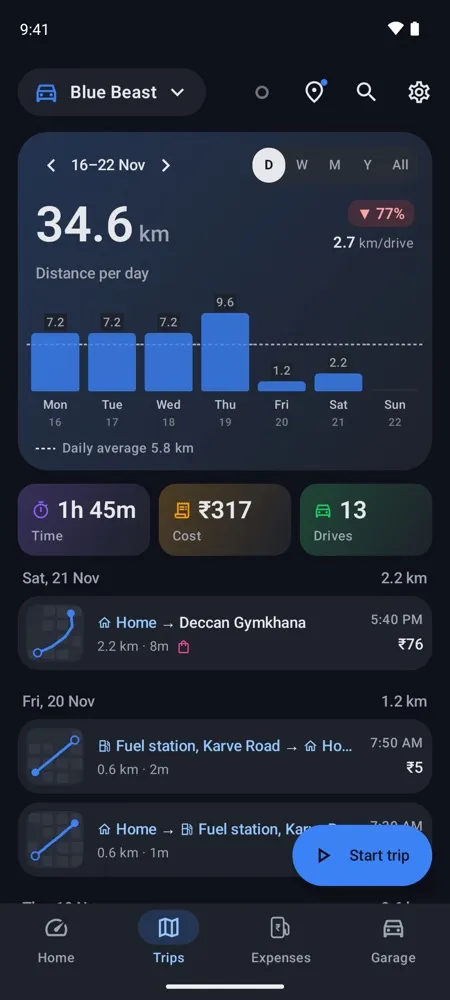 9:41
Blue Beast
16–22 Nov
D W M Y All
34.6 km
▼ 77%
2.7 km/drive
Distance per day
7.2 7.2 7.2 9.6 1.2 2.2
Mon Tue Wed Thu Fri Sat Sun
16 17 18 19 20 21 22
Daily average 5.8 km
1h 45m
Time
₹317
Cost
13
Drives
Sat, 21 Nov 2.2 km
Home → Deccan Gymkhana 5:40 PM
2.2 km · 8m ₹76
Fri, 20 Nov 1.2 km
Fuel station, Karve Road → Ho… 7:50 AM
0.6 km · 2m ₹5
Home → Fuel station,
0.6 km · 1m
Start trip
Home Trips Expenses Garage